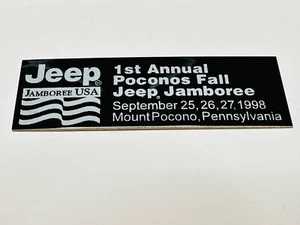 Jeep®
JAMBOREE USA
1st Annual
Poconos Fall
Jeep® Jamboree
September 25,26,27,1998
Mount Pocono, Pennsylvania